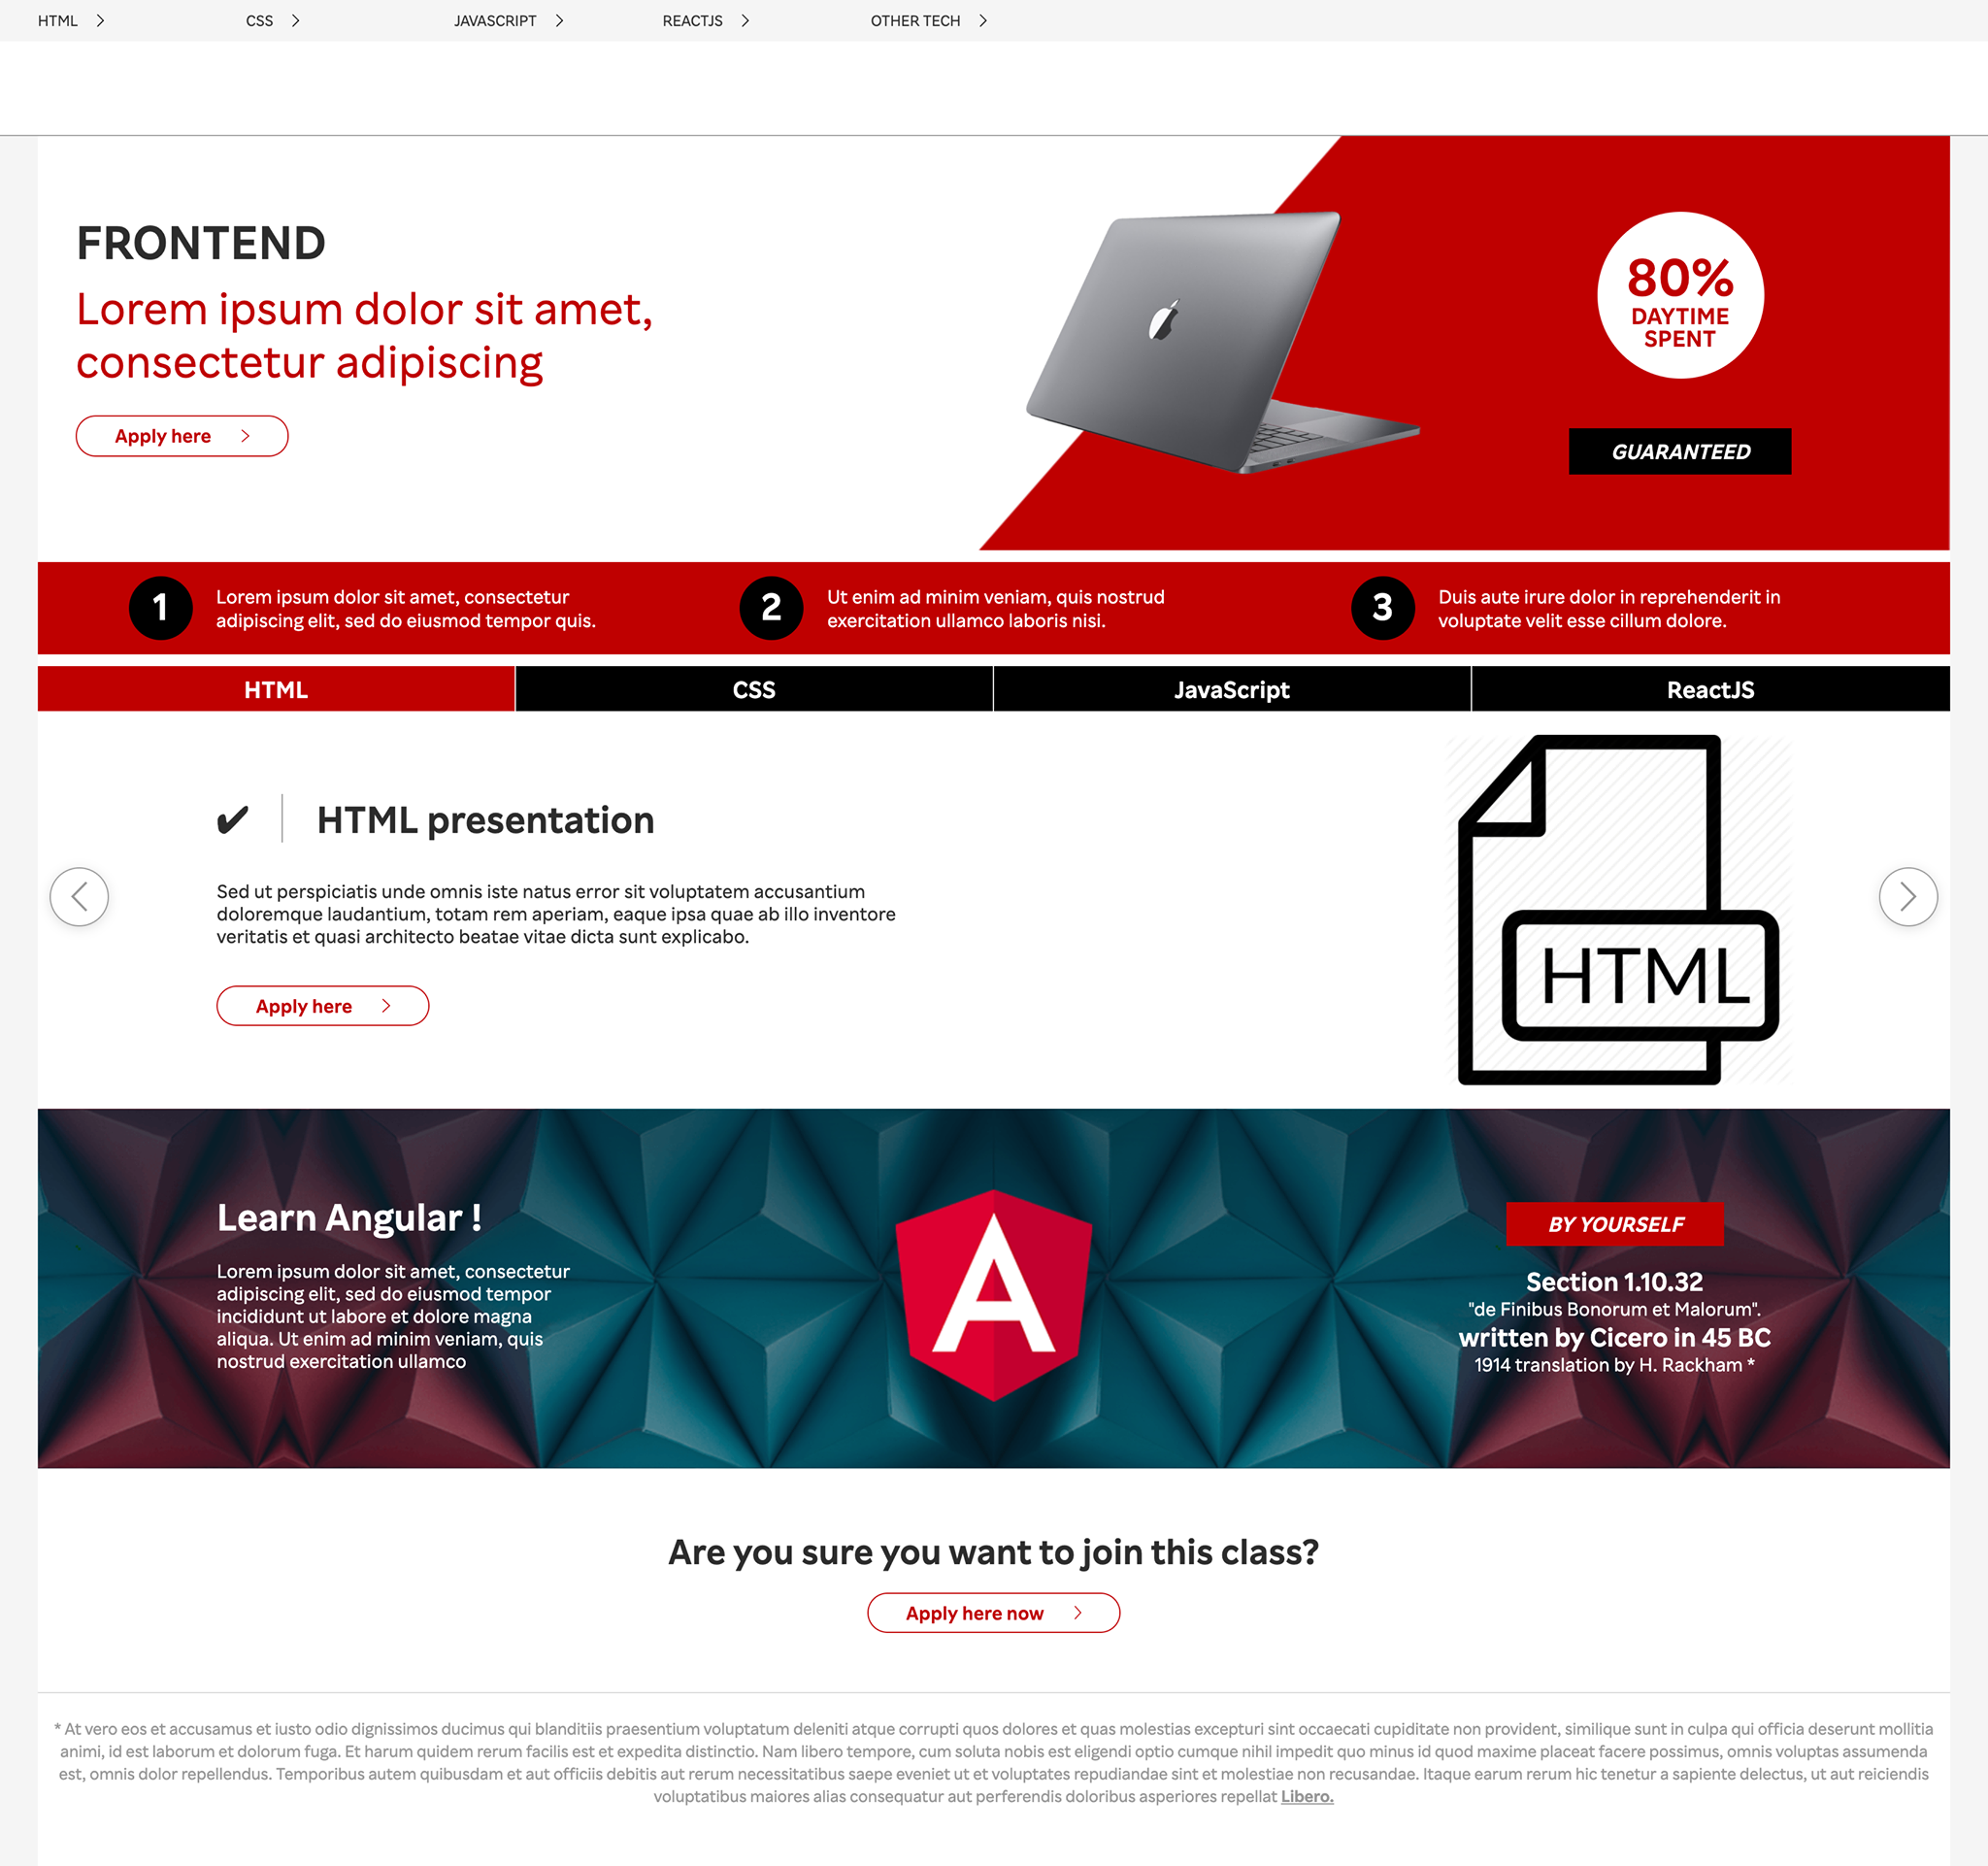 HTML
CSS
JAVASCRIPT
REACTJS
OTHER TECH
FRONTEND
Lorem ipsum dolor sit amet,
consectetur adipiscing
Apply here
80%
DAYTIME
SPENT
GUARANTEED
1
Lorem ipsum dolor sit amet, consectetur
adipiscing elit, sed do eiusmod tempor quis.
2
Ut enim ad minim veniam, quis nostrud
exercitation ullamco laboris nisi.
3
Duis aute irure dolor in reprehenderit in
voluptate velit esse cillum dolore.
HTML
CSS
JavaScript
ReactJS
HTML presentation
Sed ut perspiciatis unde omnis iste natus error sit voluptatem accusantium
doloremque laudantium, totam rem aperiam, eaque ipsa quae ab illo inventore
veritatis et quasi architecto beatae vitae dicta sunt explicabo.
Apply here
HTML
Learn Angular !
Lorem ipsum dolor sit amet, consectetur
adipiscing elit, sed do eiusmod tempor
incididunt ut labore et dolore magna
aliqua. Ut enim ad minim veniam, quis
nostrud exercitation ullamco
A
BY YOURSELF
Section 1.10.32
"de Finibus Bonorum et Malorum".
written by Cicero in 45 BC
1914 translation by H. Rackham *
Are you sure you want to join this class?
Apply here now
* At vero eos et accusamus et iusto odio dignissimos ducimus qui blanditiis praesentium voluptatum deleniti atque corrupti quos dolores et quas molestias excepturi sint occaecati cupiditate non provident, similique sunt in culpa qui officia deserunt mollitia
animi, id est laborum et dolorum fuga. Et harum quidem rerum facilis est et expedita distinctio. Nam libero tempore, cum soluta nobis est eligendi optio cumque nihil impedit quo minus id quod maxime placeat facere possimus, omnis voluptas assumenda
est, omnis dolor repellendus. Temporibus autem quibusdam et aut officiis debitis aut rerum necessitatibus saepe eveniet ut et voluptates repudiandae sint et molestiae non recusandae. Itaque earum rerum hic tenetur a sapiente delectus, ut aut reiciendis
voluptatibus maiores alias consequatur aut perferendis doloribus asperiores repellat Libero.